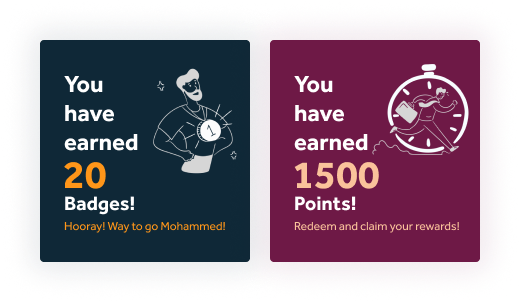 You
have
earned
20
Badges!
Hooray! Way to go Mohammed!
1
You
have
earned
1500
Points!
Redeem and claim your rewards!